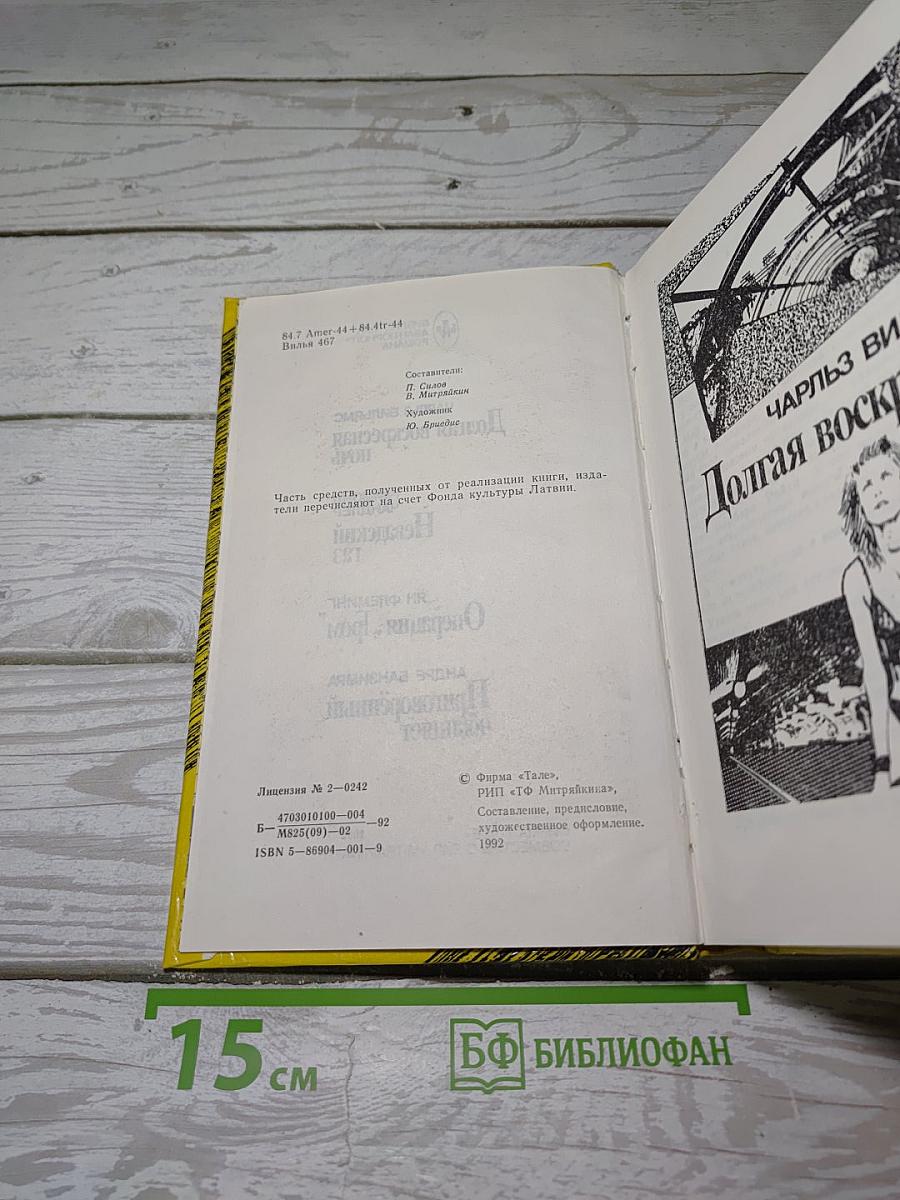 84.7 Amer-44+84.4tr-44
Вилья 467
Составители:
П. Силов
В. Митряйкин
Художник
Ю. Бриедис
Часть средств, полученных от реализации книги, изда-
тели перечисляют на счет Фонда культуры Латвии.
Лицензия № 2—0242
Б— 4703010100—004 —92
М825(09)—02
ISBN 5—86904—001—9
© Фирма «Тале»,
РИП «ТФ Митряйкина»,
Составление, предисловие,
художественное оформление.
1992
ЧАРЛЬЗ ВИ
Долгая воскр
15 см
БФ БИБЛИОФАН